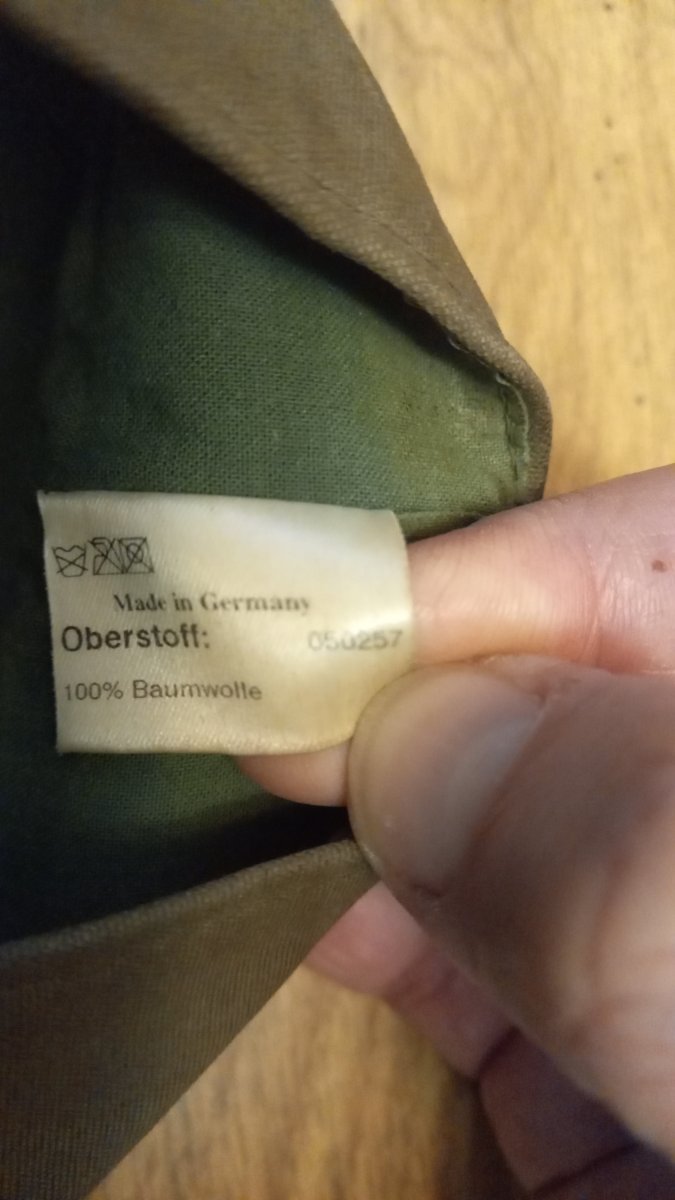 Made in Germany
Oberstoff: 050257
100% Baumwolle